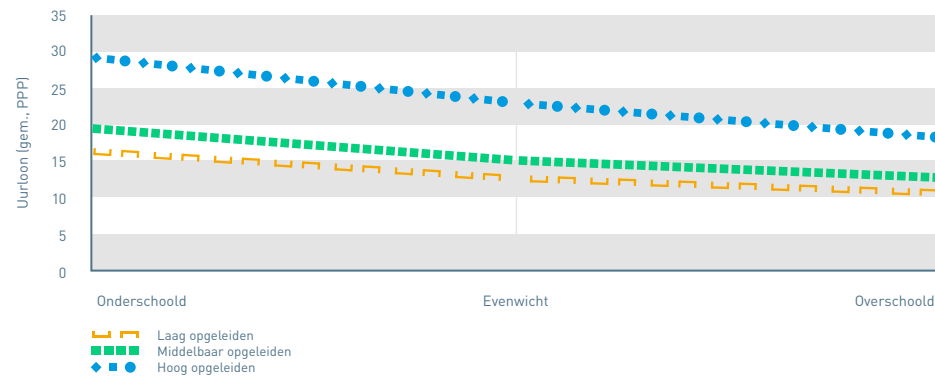 Uurloon (gem., PPP)
35
30
25
20
15
10
5
0
Onderschoold Evenwicht Overschoold
Laag opgeleiden
Middelbaar opgeleiden
Hoog opgeleiden